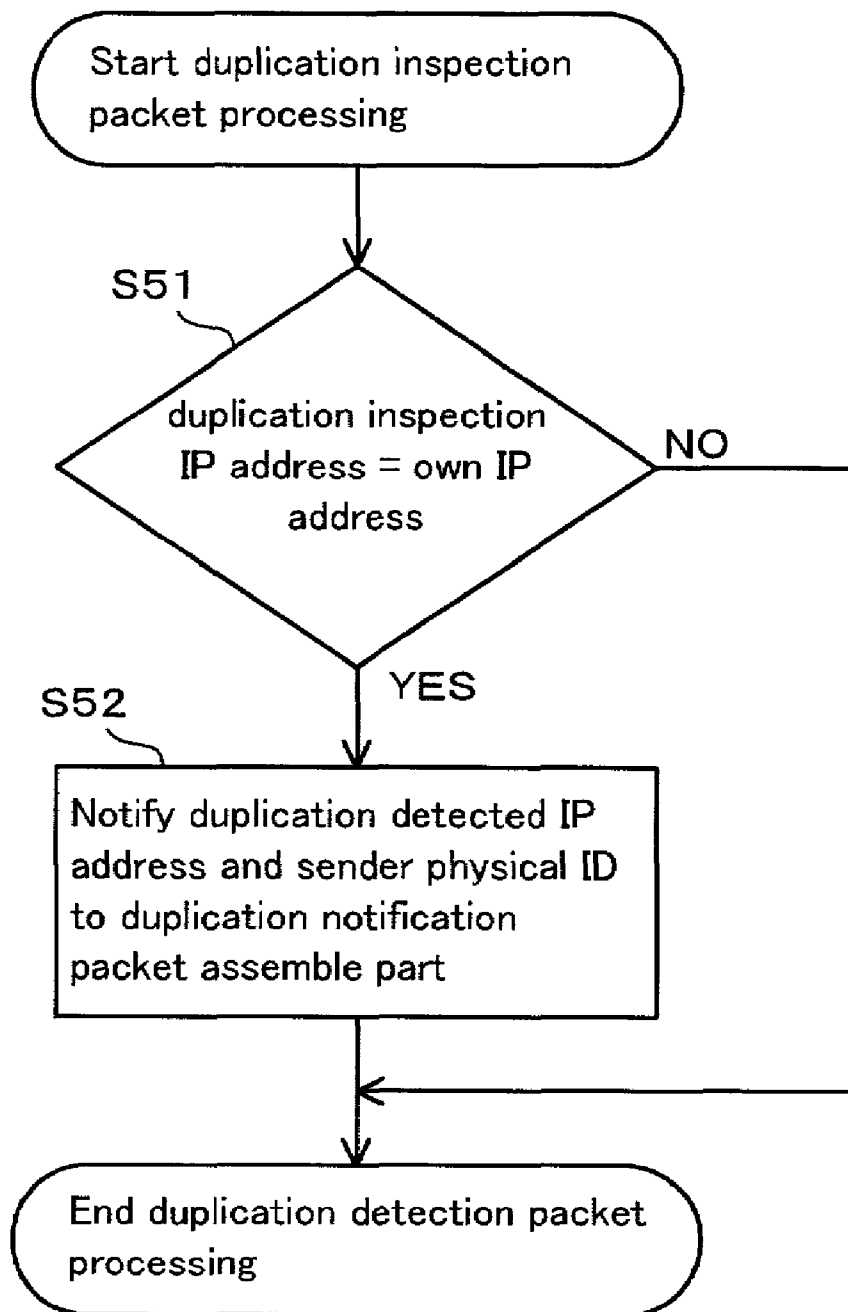 Start duplication inspection
packet processing
S51
duplication inspection
IP address = own IP
address
NO
YES
S52
Notify duplication detected IP
address and sender physical ID
to duplication notification
packet assemble part
End duplication detection packet
processing